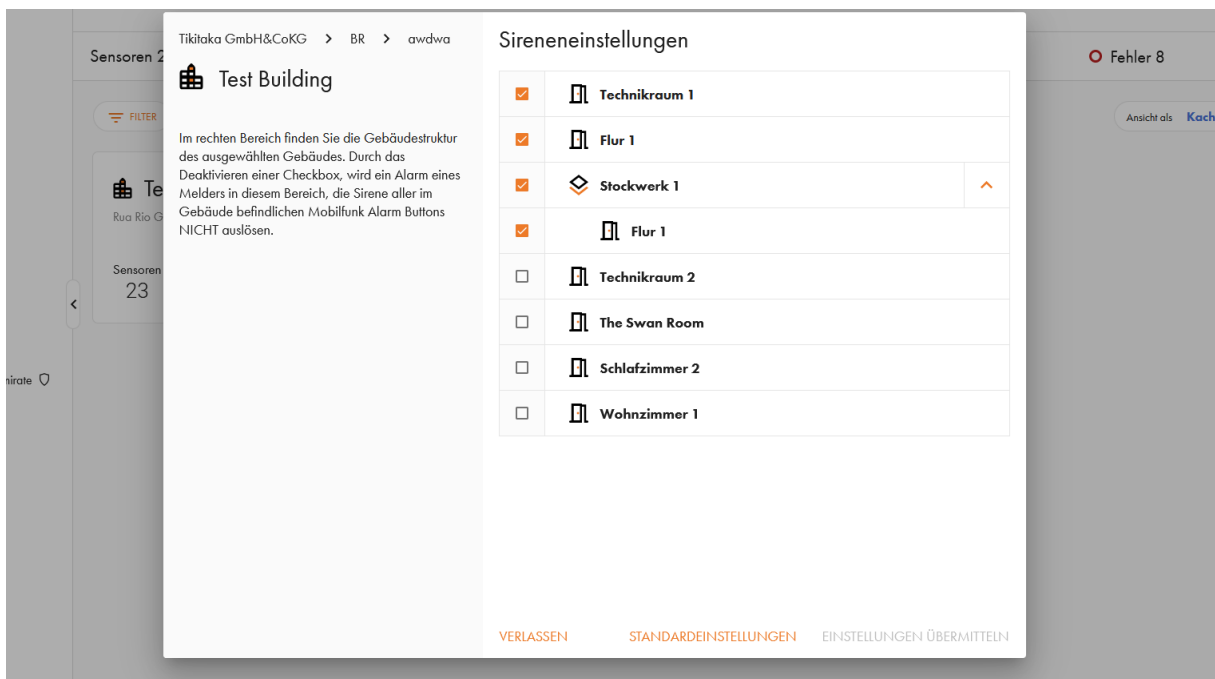 Tikitaka GmbH&CoKG > BR > awdwa
Test Building
Im rechten Bereich finden Sie die Gebäudestruktur
des ausgewählten Gebäudes. Durch das
Deaktivieren einer Checkbox, wird ein Alarm eines
Melders in diesem Bereich, die Sirene aller im
Gebäude befindlichen Mobilfunk Alarm Buttons
NICHT auslösen.
Sireneneinstellungen
Technikraum 1
Flur 1
Stockwerk 1
Flur 1
Technikraum 2
The Swan Room
Schlafzimmer 2
Wohnzimmer 1
VERLASSEN
STANDARDEINSTELLUNGEN
EINSTELLUNGEN ÜBERMITTELN
Sensoren 2
Fehler 8
FILTER
Ansicht als Kach
Te
Rua Rio G
Sensoren
23
nirate